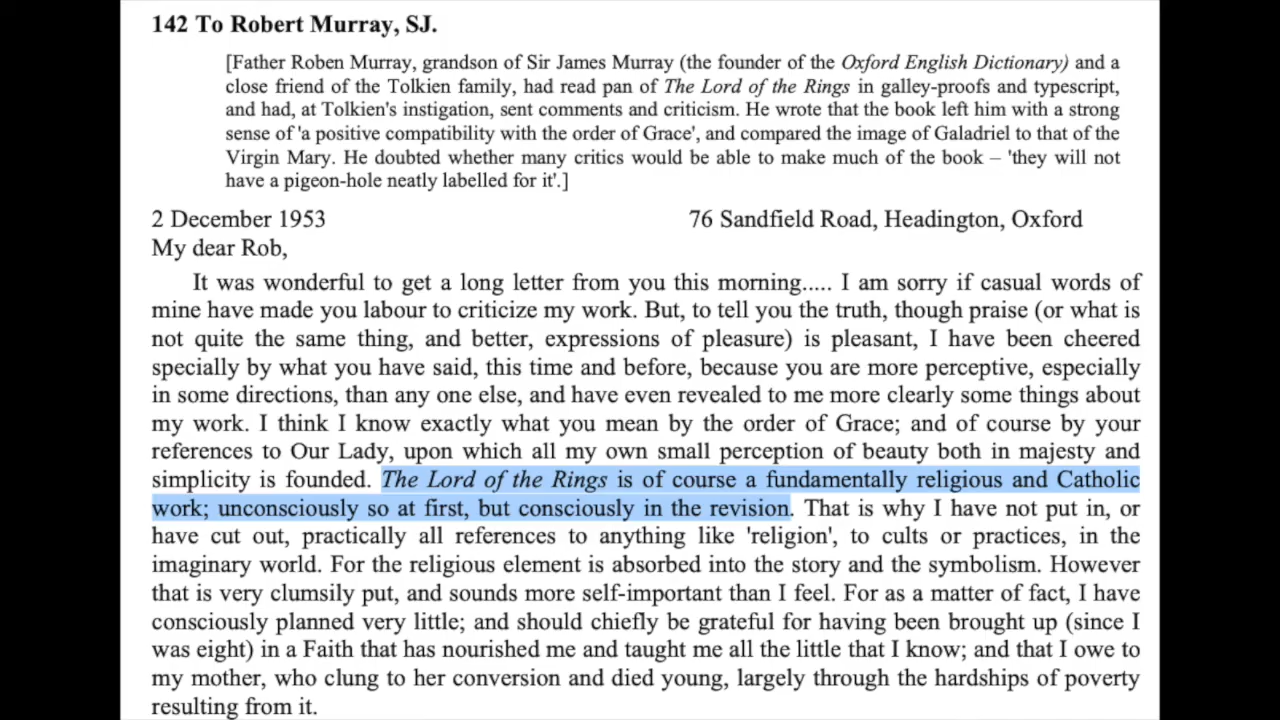 142 To Robert Murray, SJ.
[Father Roben Murray, grandson of Sir James Murray (the founder of the Oxford English Dictionary) and a
close friend of the Tolkien family, had read pan of The Lord of the Rings in galley-proofs and typescript,
and had, at Tolkien's instigation, sent comments and criticism. He wrote that the book left him with a strong
sense of 'a positive compatibility with the order of Grace', and compared the image of Galadriel to that of the
Virgin Mary. He doubted whether many critics would be able to make much of the book – 'they will not
have a pigeon-hole neatly labelled for it'.]
2 December 1953 76 Sandfield Road, Headington, Oxford
My dear Rob,
It was wonderful to get a long letter from you this morning..... I am sorry if casual words of
mine have made you labour to criticize my work. But, to tell you the truth, though praise (or what is
not quite the same thing, and better, expressions of pleasure) is pleasant, I have been cheered
specially by what you have said, this time and before, because you are more perceptive, especially
in some directions, than any one else, and have even revealed to me more clearly some things about
my work. I think I know exactly what you mean by the order of Grace; and of course by your
references to Our Lady, upon which all my own small perception of beauty both in majesty and
simplicity is founded. The Lord of the Rings is of course a fundamentally religious and Catholic
work; unconsciously so at first, but consciously in the revision. That is why I have not put in, or
have cut out, practically all references to anything like 'religion', to cults or practices, in the
imaginary world. For the religious element is absorbed into the story and the symbolism. However
that is very clumsily put, and sounds more self-important than I feel. For as a matter of fact, I have
consciously planned very little; and should chiefly be grateful for having been brought up (since I
was eight) in a Faith that has nourished me and taught me all the little that I know; and that I owe to
my mother, who clung to her conversion and died young, largely through the hardships of poverty
resulting from it.